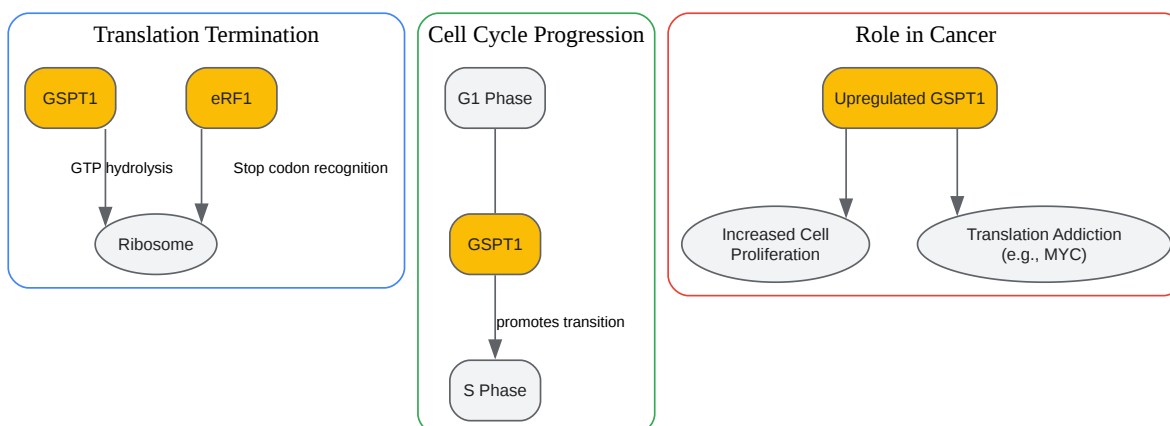 Translation Termination
GSPT1
eRF1
GTP hydrolysis
Stop codon recognition
Ribosome
Cell Cycle Progression
G1 Phase
GSPT1
promotes transition
S Phase
Role in Cancer
Upregulated GSPT1
Increased Cell
Proliferation
Translation Addiction
(e.g., MYC)